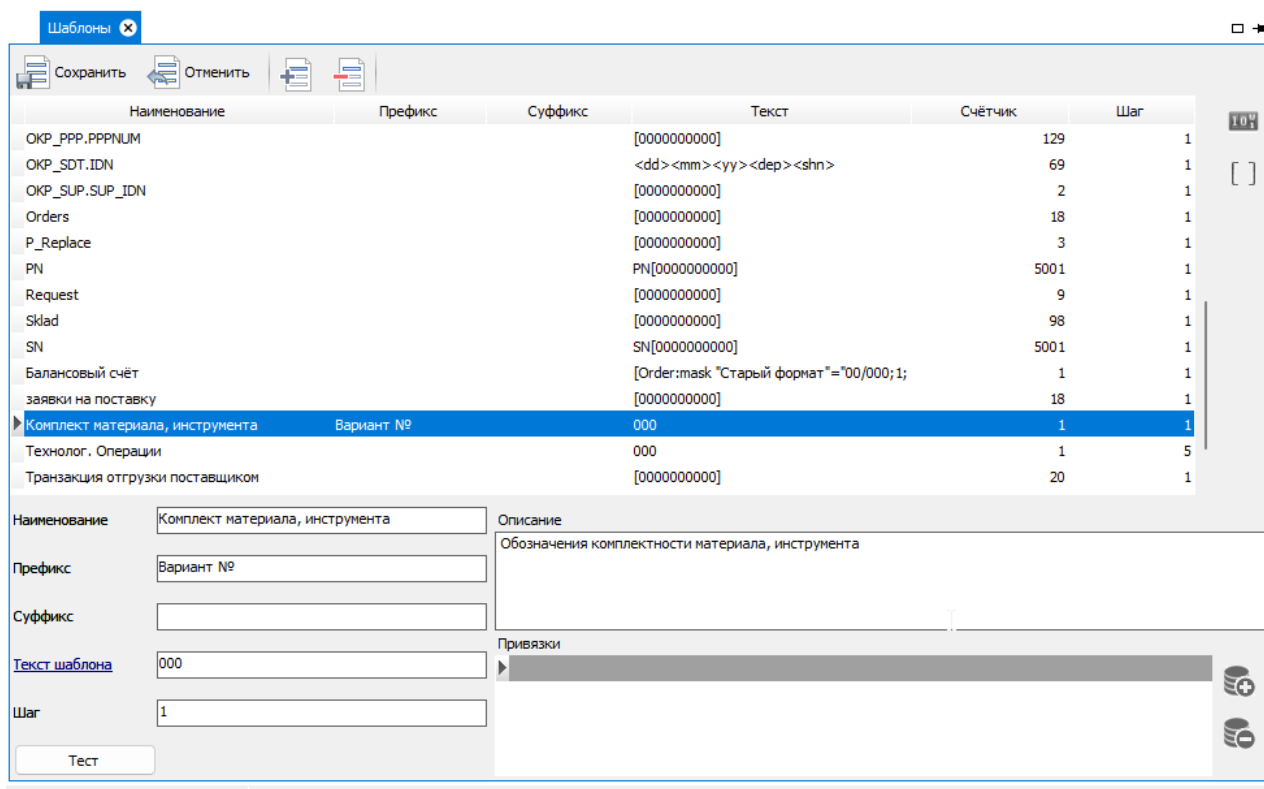 Шаблоны
Сохранить Отменить
Наименование Префикс Суффикс Текст Счётчик Шаг
OKP_PPP.PPPNUM [0000000000] 129 1
OKP_SDT.IDN <dd><mm><yy><dep><shn> 69 1
OKP_SUP.SUP_IDN [0000000000] 2 1
Orders [0000000000] 18 1
P_Replace [0000000000] 3 1
PN PN[0000000000] 5001 1
Request [0000000000] 9 1
Sklad [0000000000] 98 1
SN SN[0000000000] 5001 1
Балансовый счёт [Order:mask "Старый формат"="00/000;1; 1 1
заявки на поставку [0000000000] 18 1
Комплект материала, инструмента Вариант № 000 1 1
Технолог. Операции 000 1 5
Транзакция отгрузки поставщиком [0000000000] 20 1
[ ]
Наименование Комплект материала, инструмента
Префикс Вариант №
Суффикс
Текст шаблона 000
Шаг 1
Тест
Описание
Обозначения комплектности материала, инструмента
Привязки